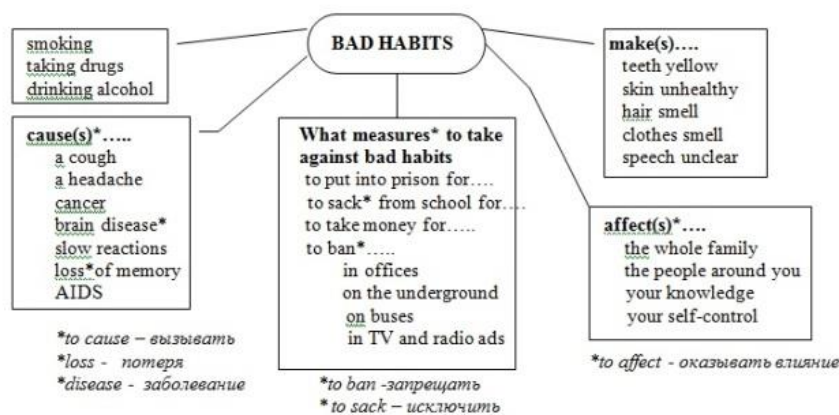 BAD HABITS
smoking
taking drugs
drinking alcohol
cause(s)*…..
a cough
a headache
cancer
brain disease*
slow reactions
loss*of memory
AIDS
*to cause – вызывать
*loss - потеря
*disease - заболевание
What measures* to take
against bad habits
to put into prison for….
to sack* from school for….
to take money for…..
to ban*…..
in offices
on the underground
on buses
in TV and radio ads
*to ban -запрещать
* to sack – исключить
make(s)….
teeth yellow
skin unhealthy
hair smell
clothes smell
speech unclear
affect(s)*….
the whole family
the people around you
your knowledge
your self-control
*to affect - оказывать влияние